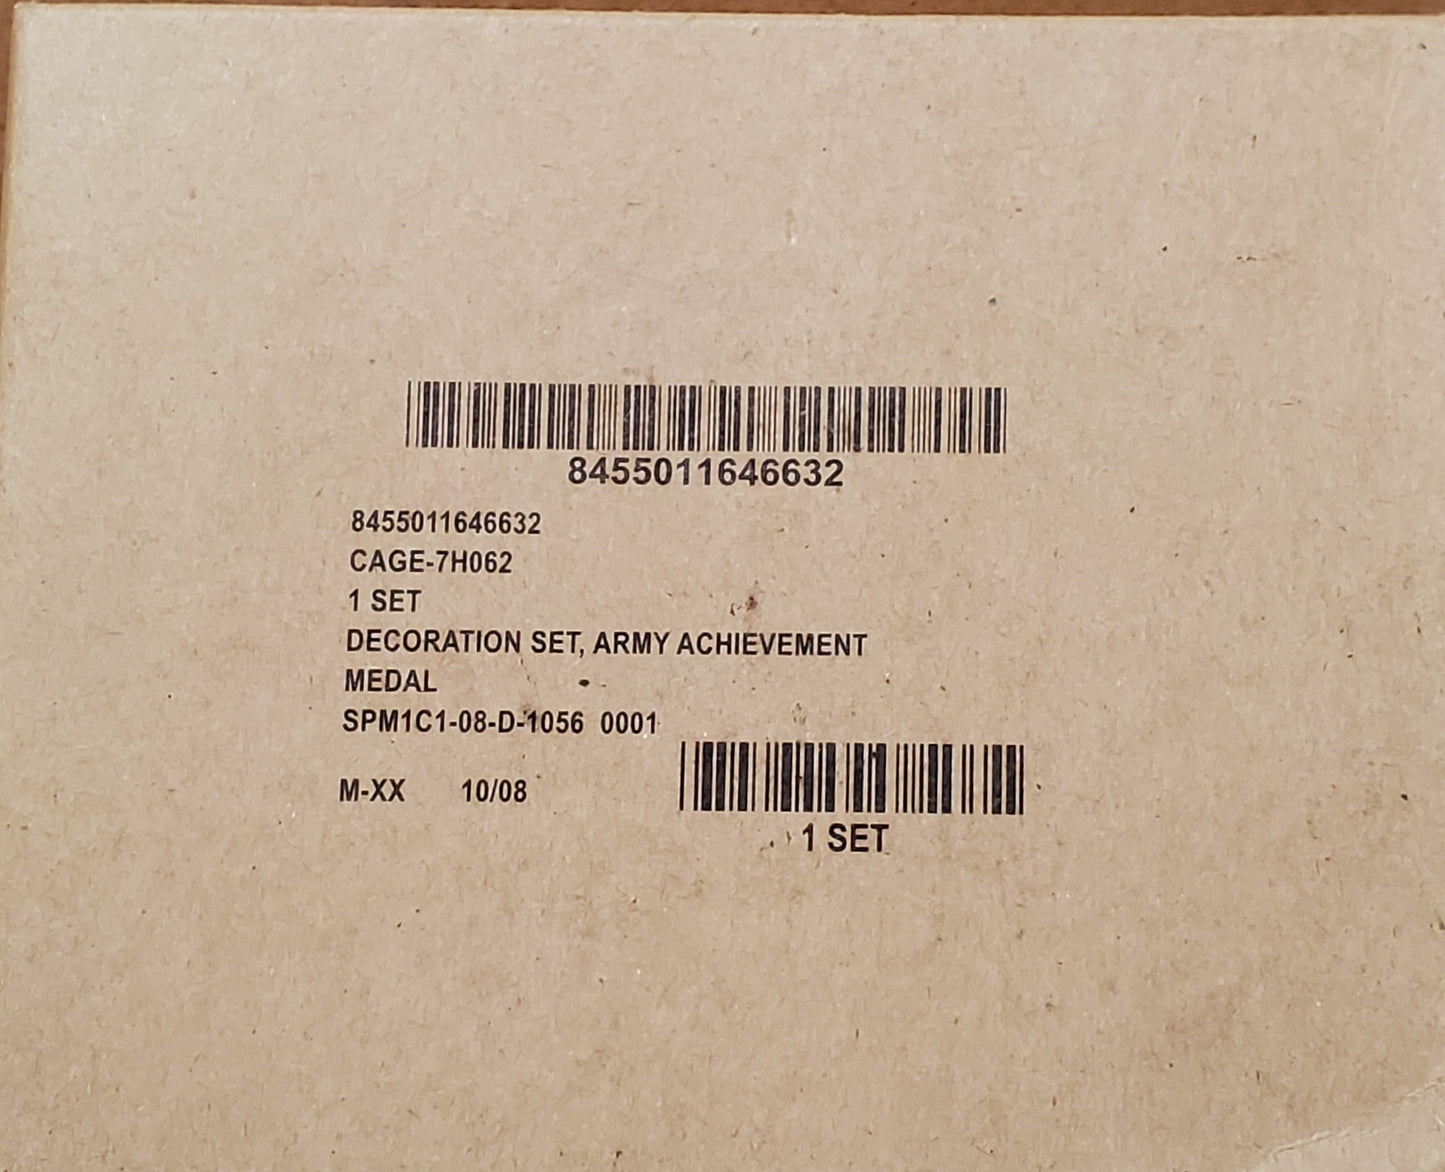 8455011646632
8455011646632
CAGE-7H062
1 SET
DECORATION SET, ARMY ACHIEVEMENT
MEDAL
SPM1C1-08-D-1056 0001
M-XX 10/08
1 SET